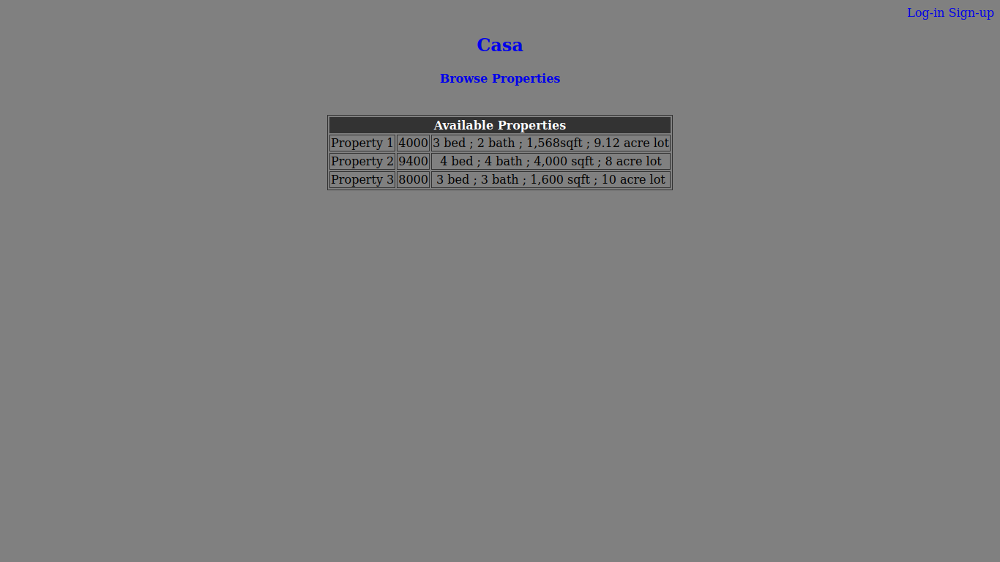 Log-in Sign-up
Casa
Browse Properties
Available Properties
Property 1 4000 3 bed ; 2 bath ; 1,568sqft ; 9.12 acre lot
Property 2 9400 4 bed ; 4 bath ; 4,000 sqft ; 8 acre lot
Property 3 8000 3 bed ; 3 bath ; 1,600 sqft ; 10 acre lot